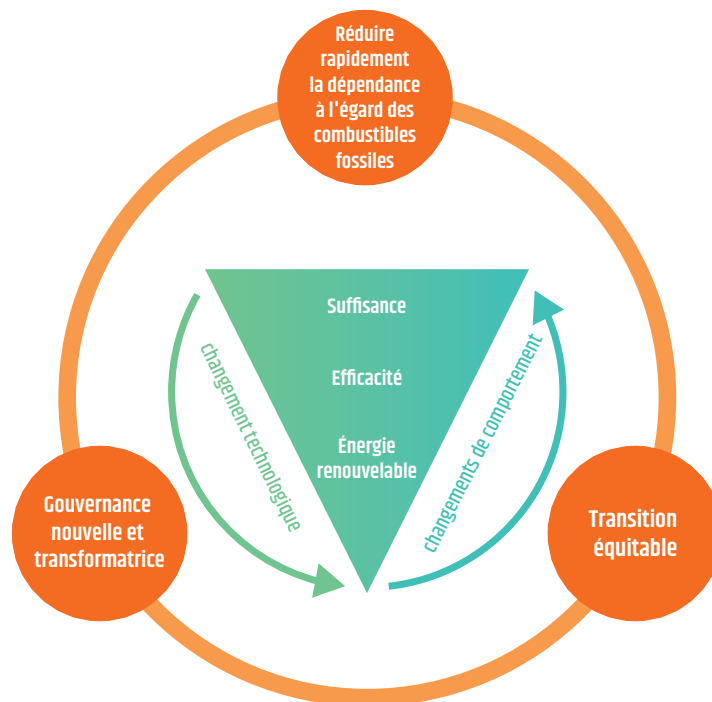 Réduire
rapidement
la dépendance
à l'égard des
combustibles
fossiles
Suffisance
Efficacité
Énergie
renouvelable
changement technologique
changements de comportement
Gouvernance
nouvelle et
transformatrice
Transition
équitable